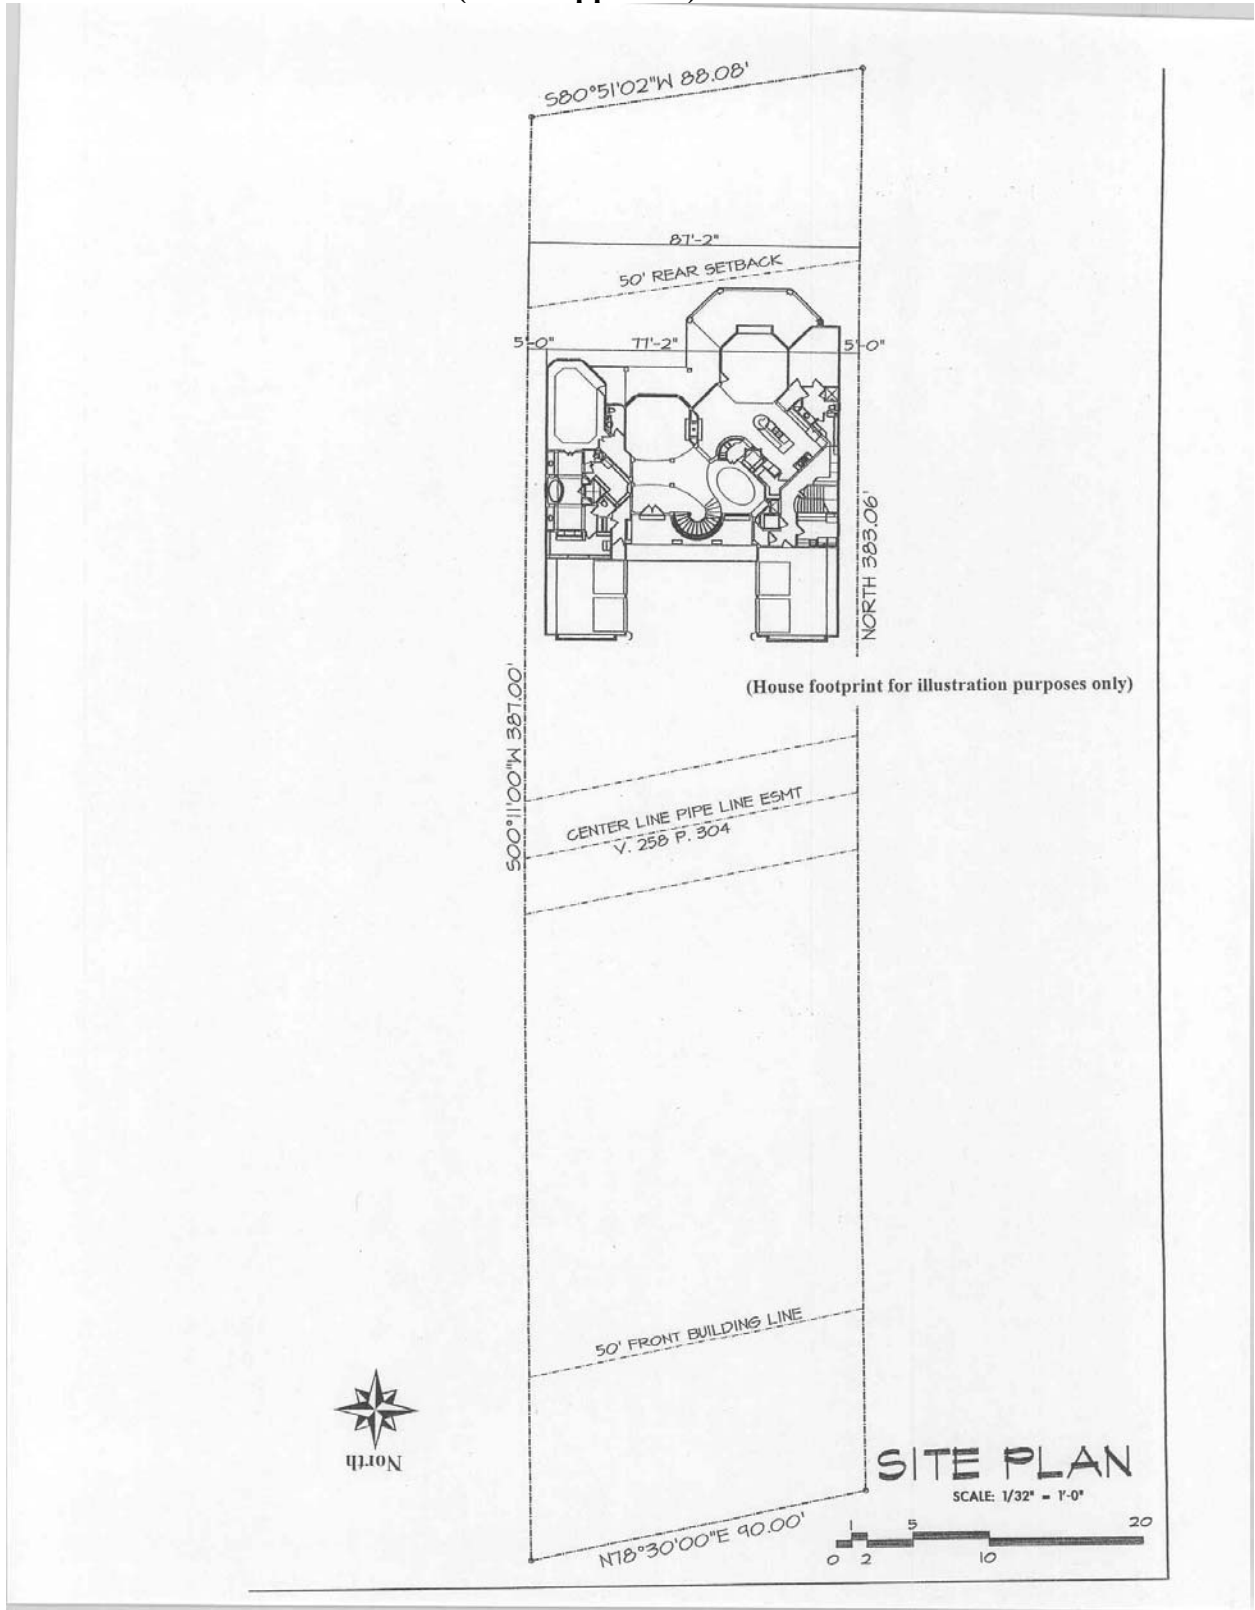 S80°51'02"W 88.08'
87'-2"
50' REAR SETBACK
5'-0" 77'-2" 5'-0"
NORTH 383.06'
(House footprint for illustration purposes only)
S00°11'00"W 387.00'
CENTER LINE PIPE LINE ESMT
V. 258 P. 304
50' FRONT BUILDING LINE
North
SITE PLAN
SCALE: 1/32" = 1'-0"
N78°30'00"E 90.00'
1 5 20
0 2 10